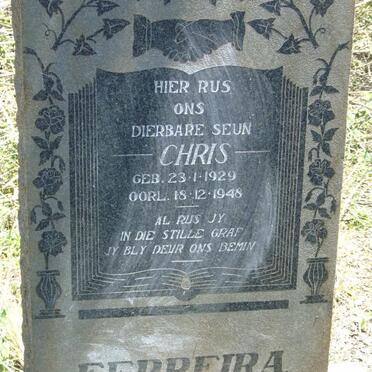 HIER RUS
ONS
DIERBARE SEUN
CHRIS
GEB. 23·1·1929
OORL. 18·12·1948
AL RUS JY
IN DIE STILLE GRAF
JY BLY DEUR ONS BEMIN
FERREIRA